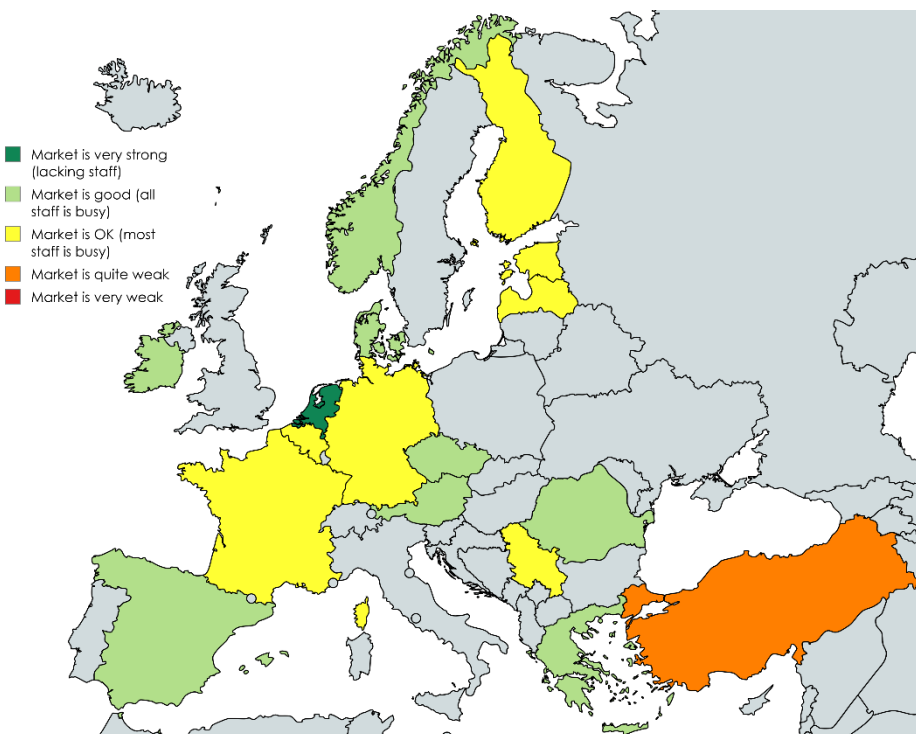 Market is very strong
(lacking staff)
Market is good (all
staff is busy)
Market is OK (most
staff is busy)
Market is quite weak
Market is very weak